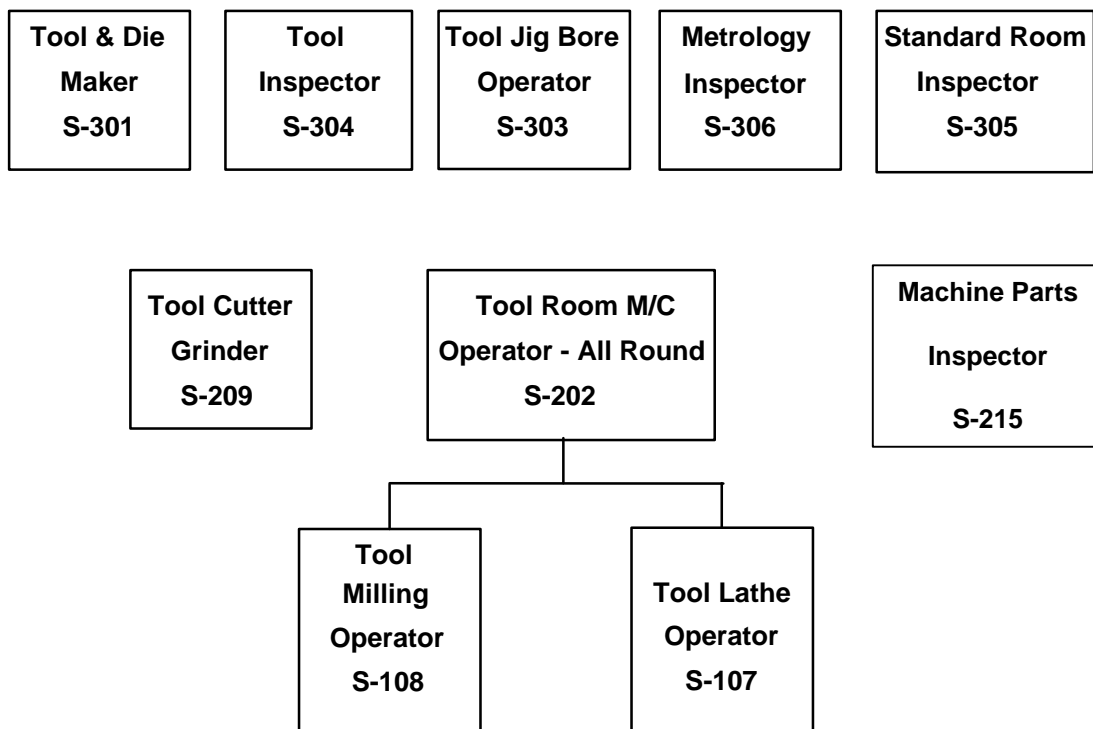 Tool & Die
Maker
S-301
Tool
Inspector
S-304
Tool Jig Bore
Operator
S-303
Metrology
Inspector
S-306
Standard Room
Inspector
S-305
Tool Cutter
Grinder
S-209
Tool Room M/C
Operator - All Round
S-202
Machine Parts
Inspector
S-215
Tool
Milling
Operator
S-108
Tool Lathe
Operator
S-107